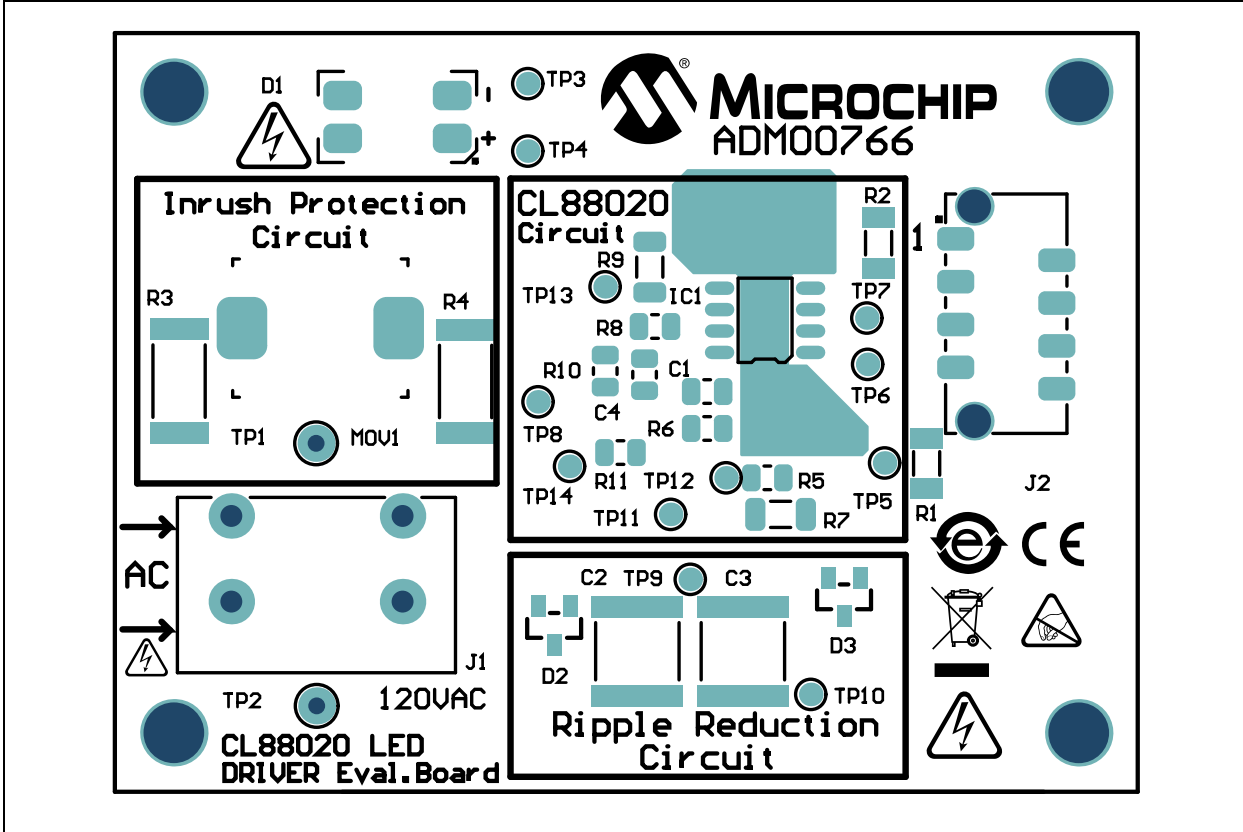 D1
TP3
TP4
®
MICROCHIP
ADM00766
-
+
Inrush Protection
Circuit
R3
R4
TP1
MOV1
CL88020
Circuit
R9
TP13
IC1
R8
R10
C1
C4
TP8
R6
R11
TP14
TP12
TP11
R5
R7
R2
TP7
TP6
TP5
1
R1
J2
AC
J1
TP2
120VAC
CL88020 LED
DRIVER Eval.Board
C2
TP9
C3
D2
D3
TP10
Ripple Reduction
Circuit
e
CE